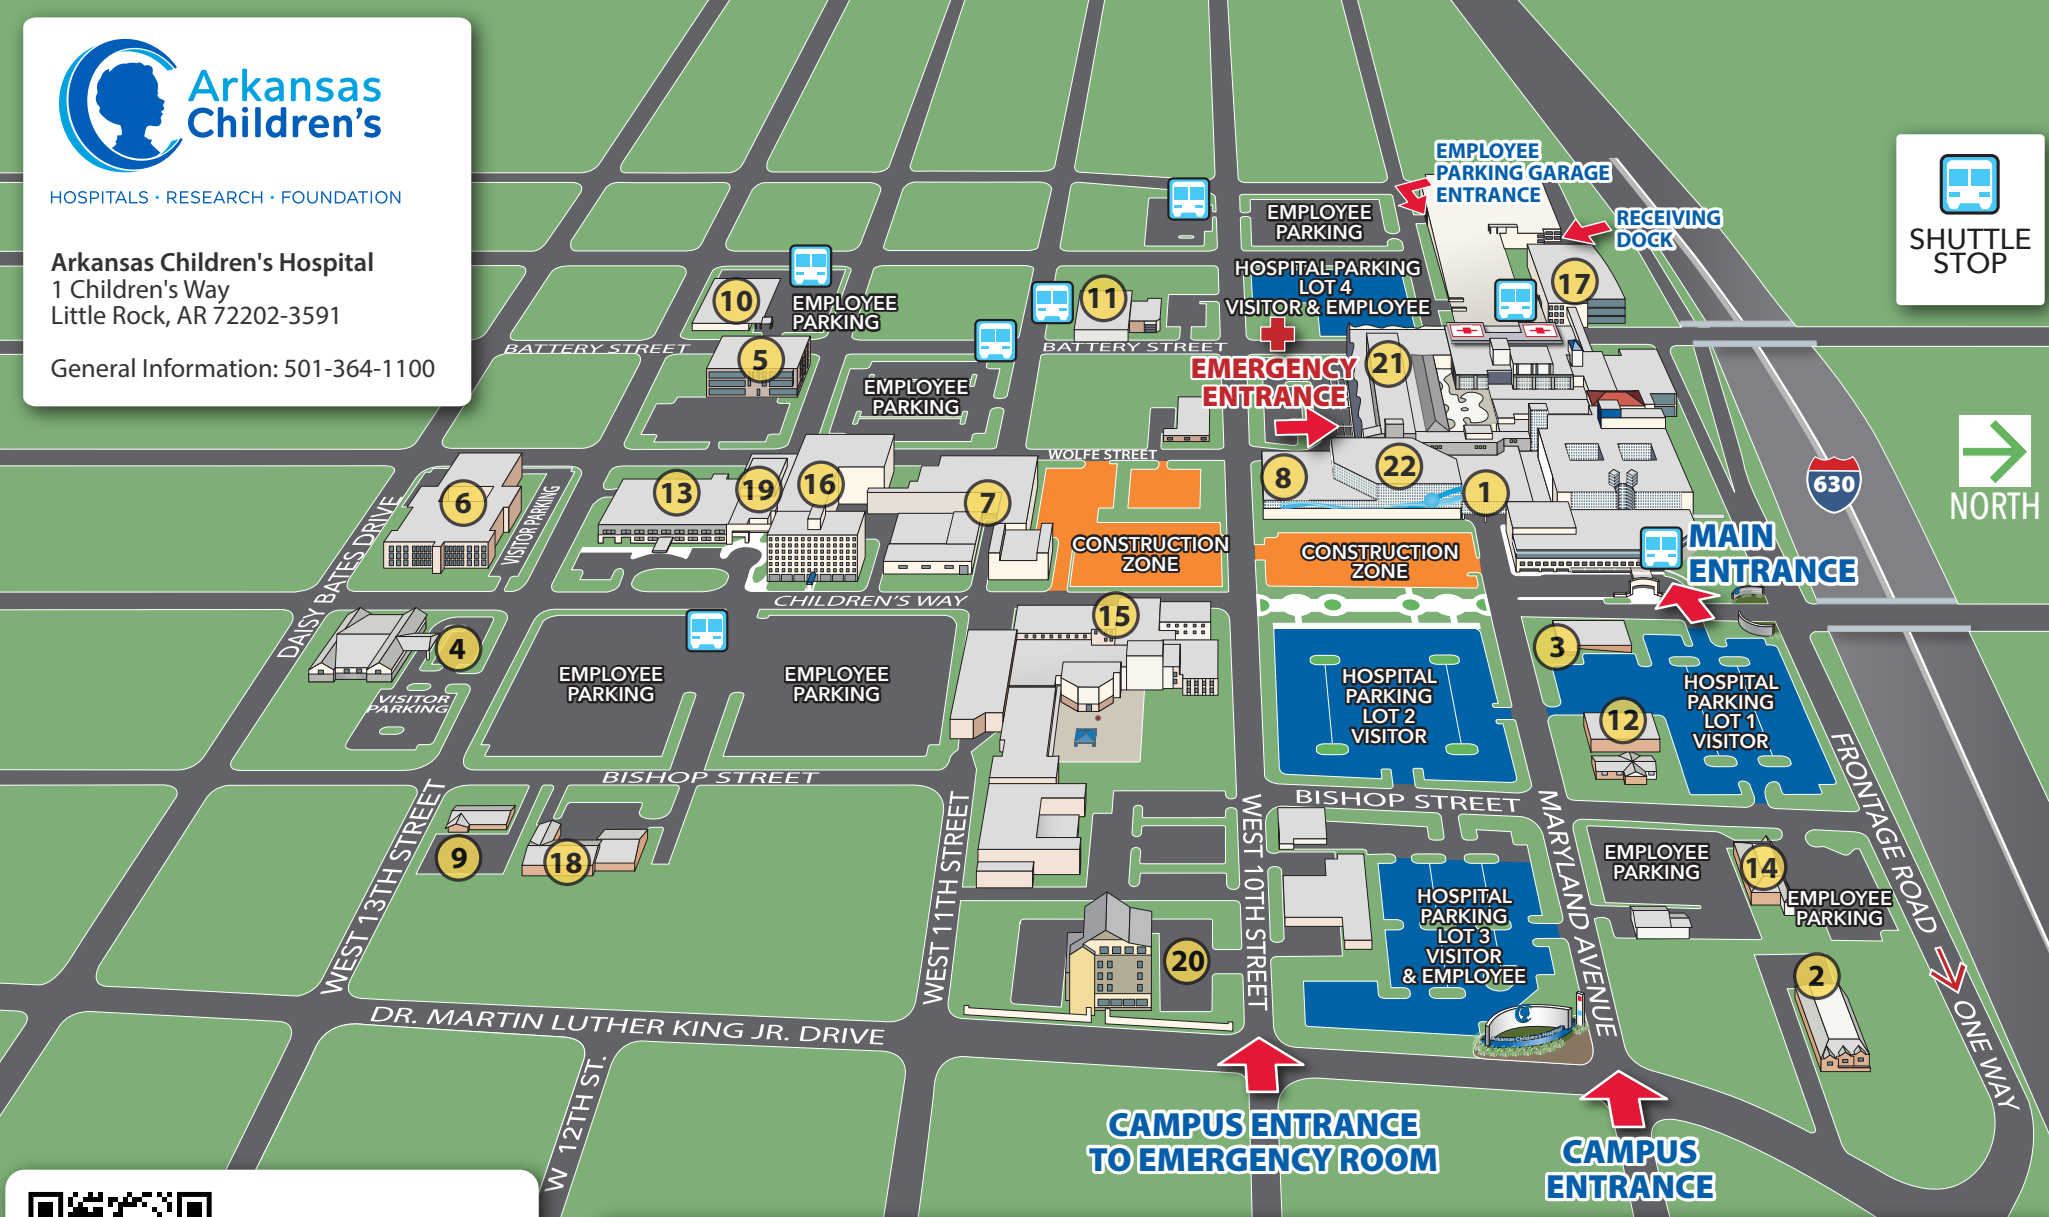 Arkansas
Children's
HOSPITALS · RESEARCH · FOUNDATION
Arkansas Children's Hospital
1 Children's Way
Little Rock, AR 72202-3591
General Information: 501-364-1100
EMPLOYEE
PARKING GARAGE
ENTRANCE
RECEIVING
DOCK
SHUTTLE
STOP
EMPLOYEE
PARKING
HOSPITAL PARKING
LOT 4
VISITOR & EMPLOYEE
17
10
EMPLOYEE
PARKING
11
BATTERY STREET
BATTERY STREET
5
EMPLOYEE
PARKING
EMERGENCY
ENTRANCE
21
WOLFE STREET
8
22
1
630
NORTH
6
VISITOR PARKING
DAISY BATES DRIVE
13
19
16
7
CONSTRUCTION
ZONE
CONSTRUCTION
ZONE
MAIN
ENTRANCE
CHILDREN'S WAY
15
4
VISITOR
PARKING
EMPLOYEE
PARKING
EMPLOYEE
PARKING
HOSPITAL
PARKING
LOT 2
VISITOR
3
12
HOSPITAL
PARKING
LOT 1
VISITOR
BISHOP STREET
BISHOP STREET
WEST 13TH STREET
9
18
WEST 11TH STREET
WEST 10TH STREET
MARYLAND AVENUE
FRONTAGE ROAD
EMPLOYEE
PARKING
14
EMPLOYEE
PARKING
HOSPITAL
PARKING
LOT 3
VISITOR
& EMPLOYEE
20
2
ONE WAY
Arkansas Children's Hospital
DR. MARTIN LUTHER KING JR. DRIVE
W 12TH ST.
CAMPUS ENTRANCE
TO EMERGENCY ROOM
CAMPUS
ENTRANCE